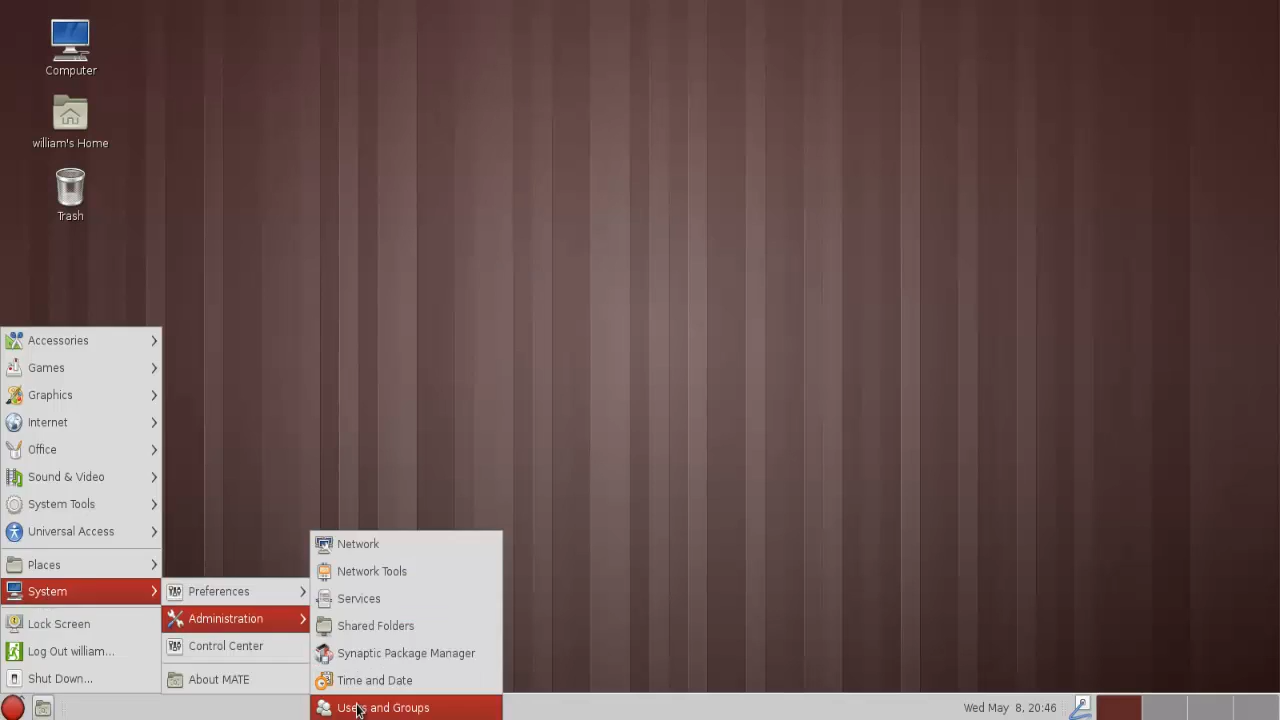 Computer
william's Home
Trash
Accessories
Games
Graphics
Internet
Office
Sound & Video
System Tools
Universal Access
Places
System
Lock Screen
Log Out william...
Shut Down...
Preferences
Administration
Control Center
About MATE
Network
Network Tools
Services
Shared Folders
Synaptic Package Manager
Time and Date
Users and Groups
Wed May  8, 20:46